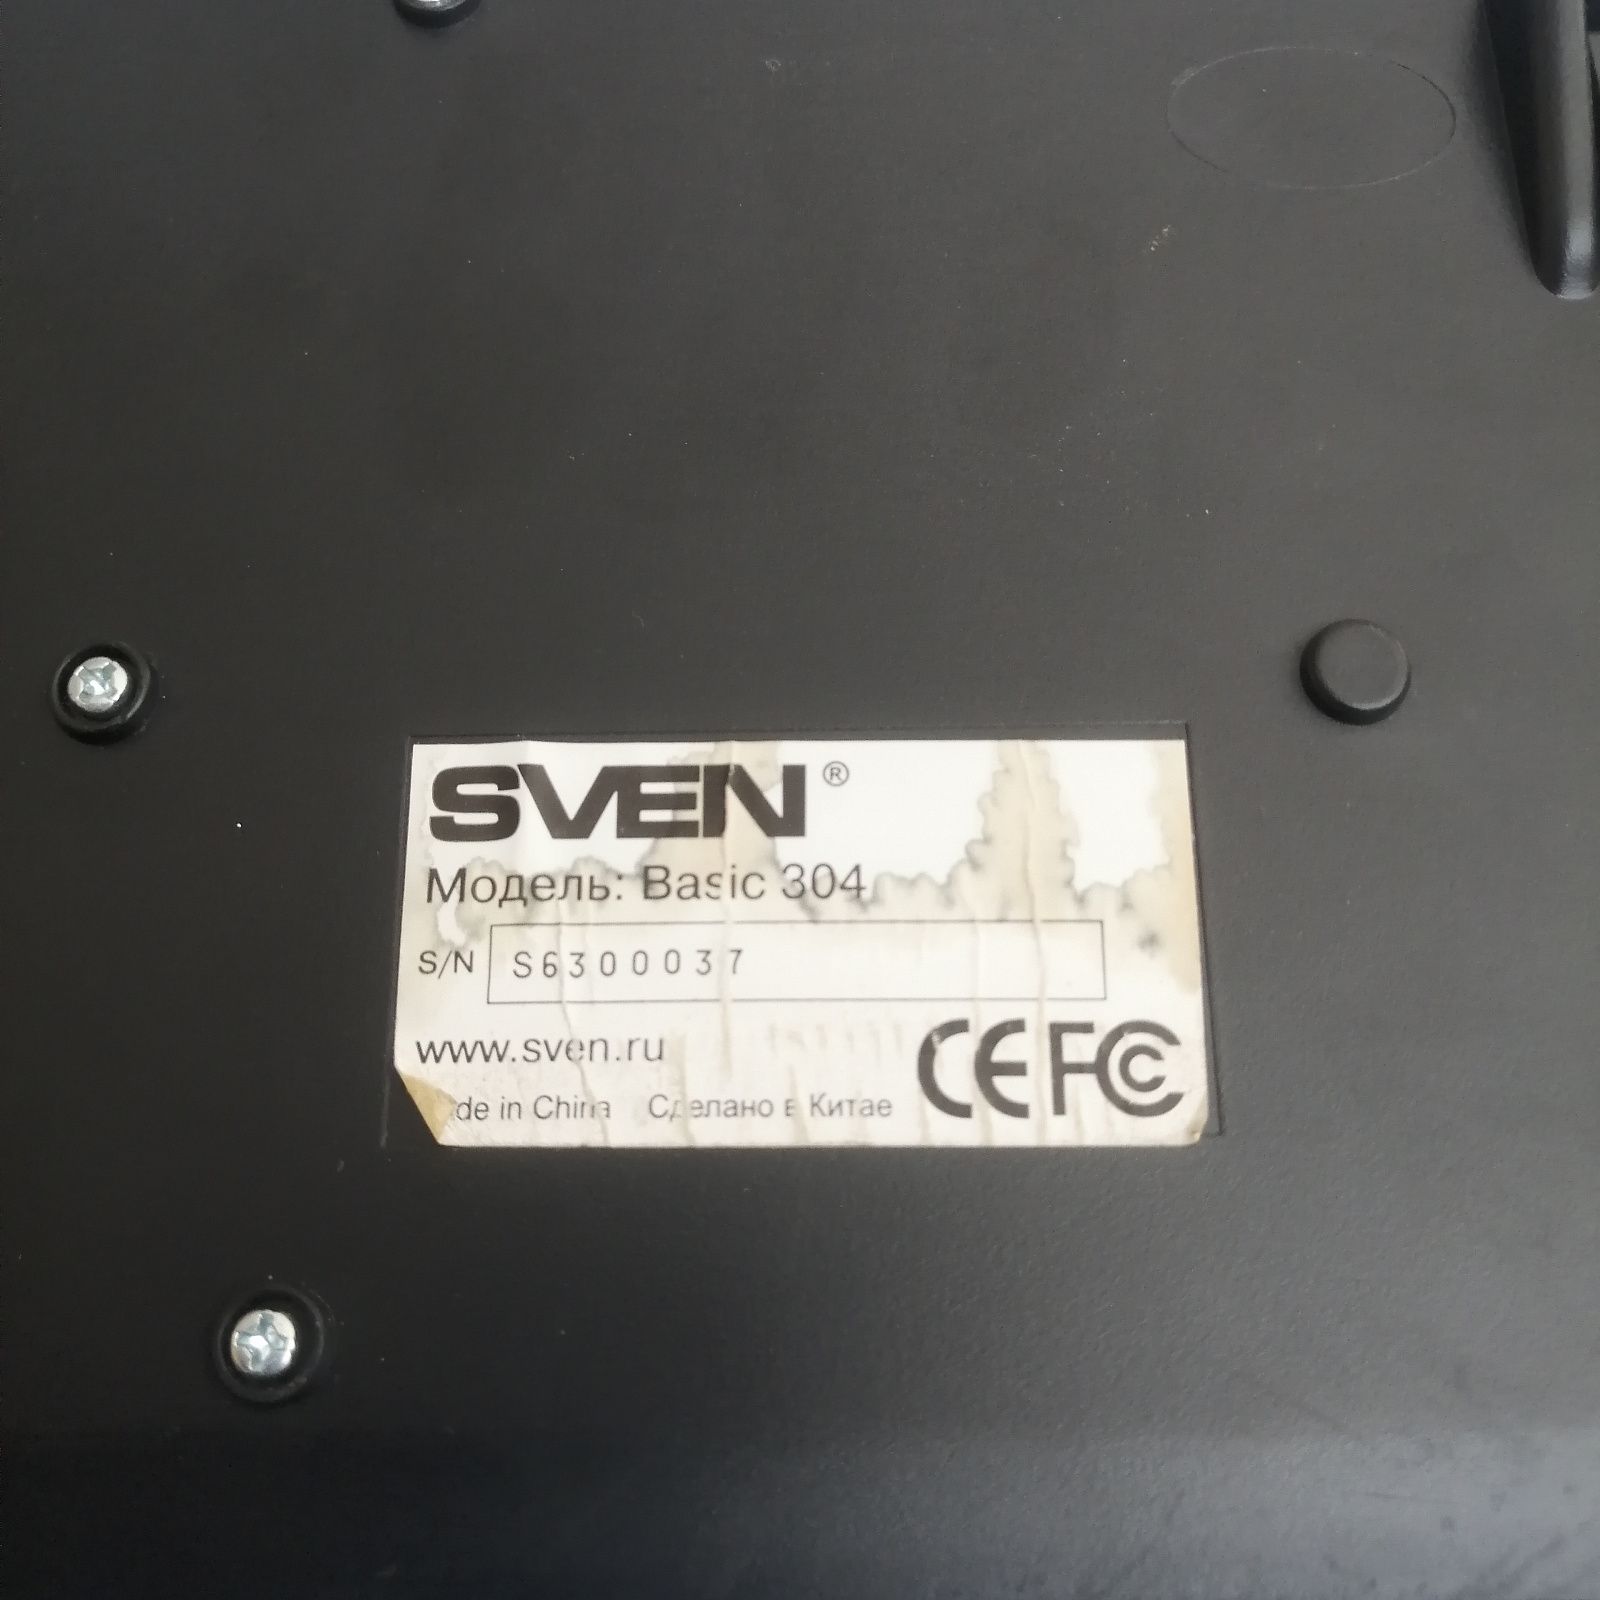 SVEN®
Модель: Basic 304
S/N S6300037
www.sven.ru
de in China Сделано в Китае
CE FC